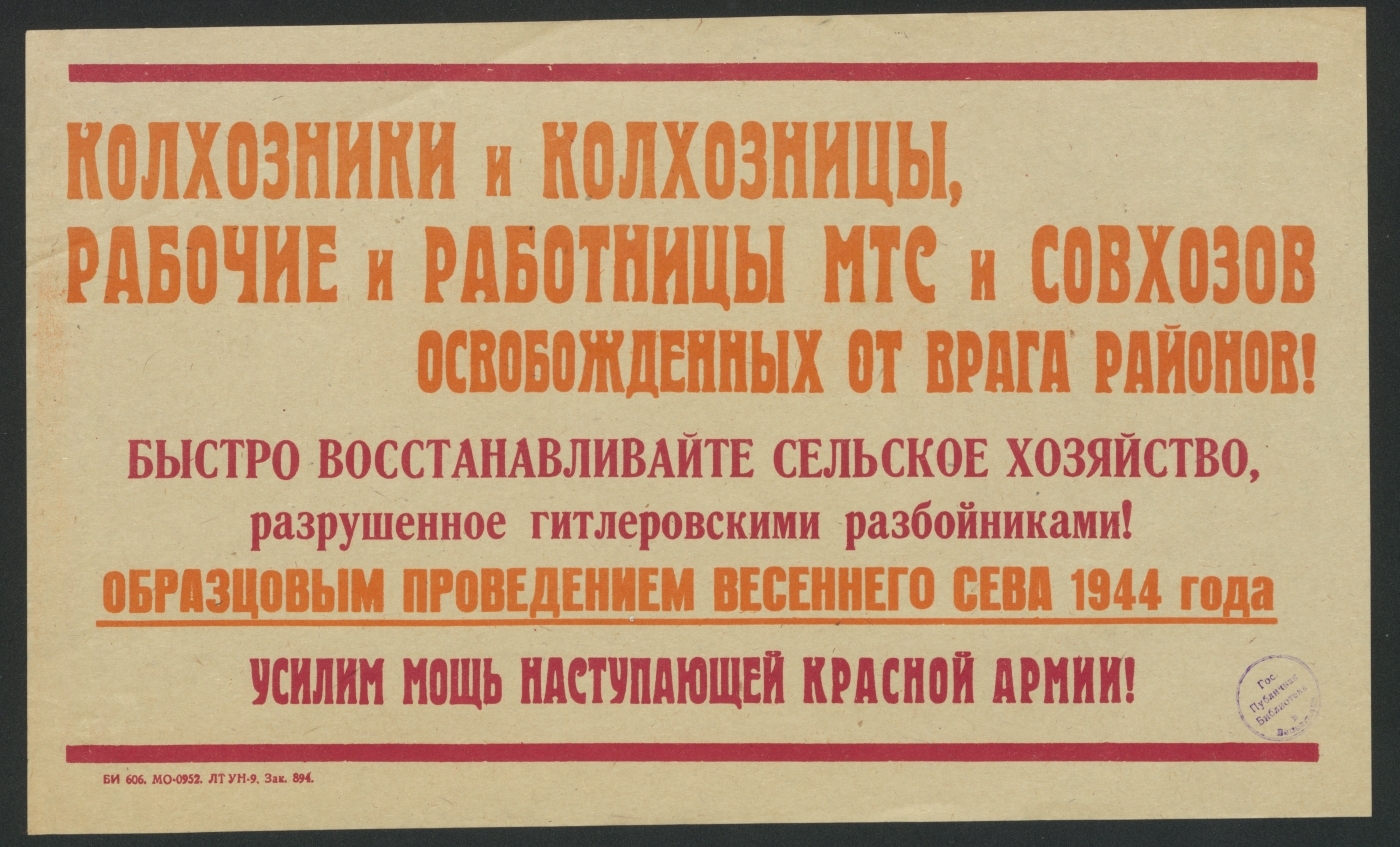 КОЛХОЗНИКИ и КОЛХОЗНИЦЫ,
РАБОЧИЕ и РАБОТНИЦЫ МТС и СОВХОЗОВ
ОСВОБОЖДЕННЫХ ОТ ВРАГА РАЙОНОВ!
БЫСТРО ВОССТАНАВЛИВАЙТЕ СЕЛЬСКОЕ ХОЗЯЙСТВО,
разрушенное гитлеровскими разбойниками!
ОБРАЗЦОВЫМ ПРОВЕДЕНИЕМ ВЕСЕННЕГО СЕВА 1944 года
УСИЛИМ МОЩЬ НАСТУПАЮЩЕЙ КРАСНОЙ АРМИИ!
Гос.
Публичная
Библиотека
в
БИ 606. МО-0952. ЛТ УН-9. Зак. 894.